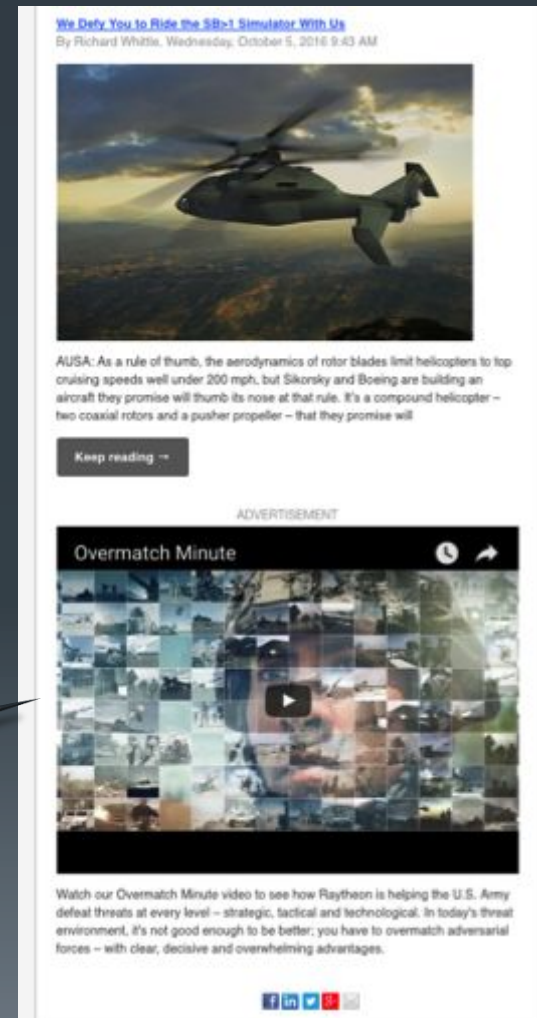 We Defy You to Ride the SB>1 Simulator With Us
By Richard Whittle, Wednesday, October 5, 2016 9:43 AM
AUSA: As a rule of thumb, the aerodynamics of rotor blades limit helicopters to top
cruising speeds well under 200 mph, but Sikorsky and Boeing are building an
aircraft they promise will thumb its nose at that rule. It's a compound helicopter –
two coaxial rotors and a pusher propeller – that they promise will
Keep reading →
ADVERTISEMENT
Overmatch Minute
Watch our Overmatch Minute video to see how Raytheon is helping the U.S. Army
defeat threats at every level – strategic, tactical and technological. In today's threat
environment, it's not good enough to be better; you have to overmatch adversarial
forces – with clear, decisive and overwhelming advantages.